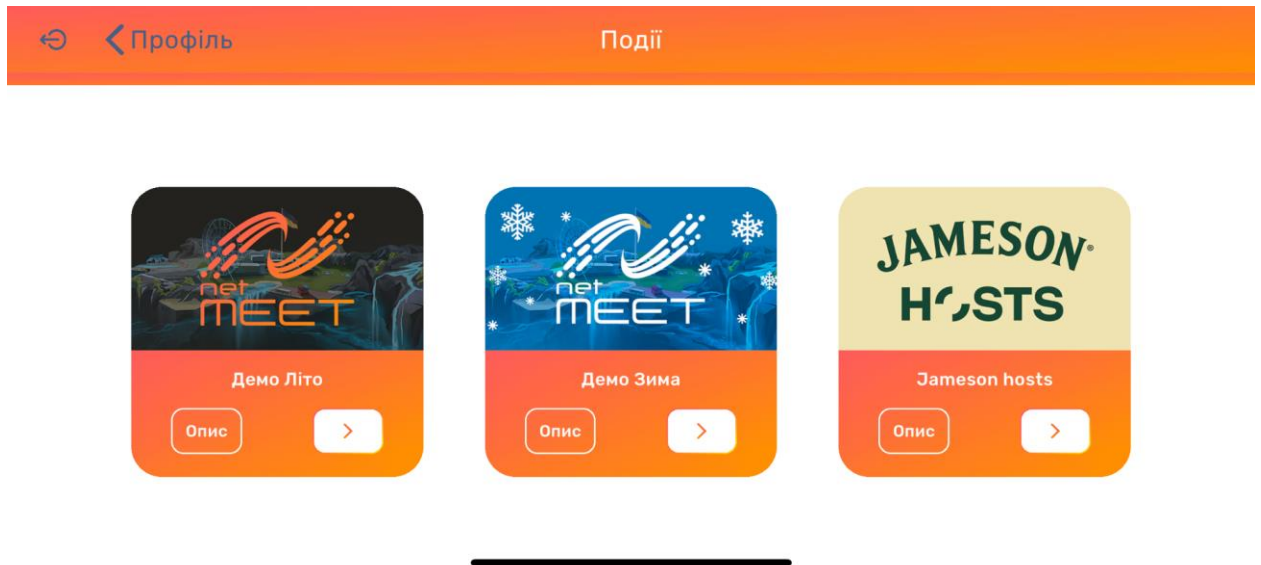 Профіль
Події
net
MEET
Демо Літо
Опис
net
MEET
Демо Зима
Опис
JAMESON
HOSTS
Jameson hosts
Опис